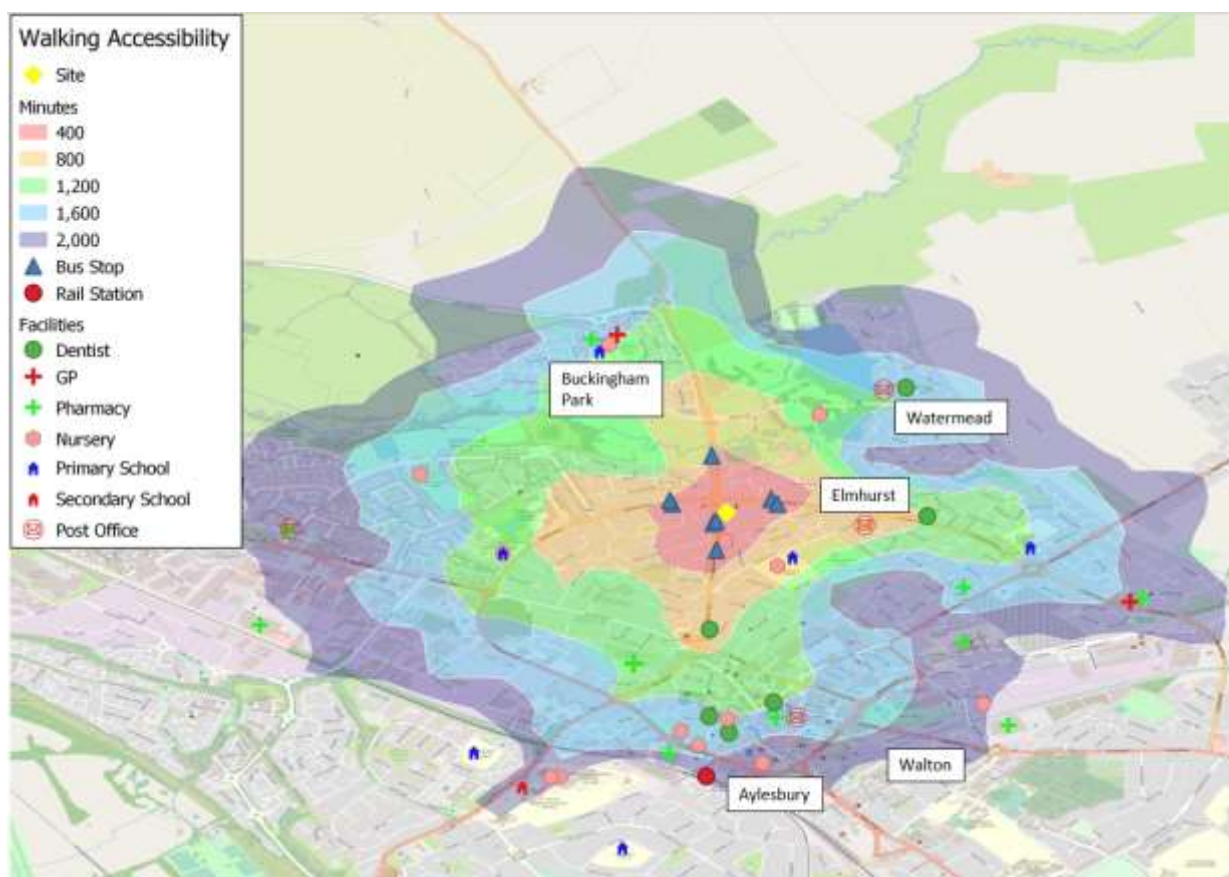 Walking Accessibility
Site
Minutes
400
800
1,200
1,600
2,000
Bus Stop
Rail Station
Facilities
Dentist
GP
Pharmacy
Nursery
Primary School
Secondary School
Post Office
Buckingham
Park
Watermead
Elmhurst
Walton
Aylesbury